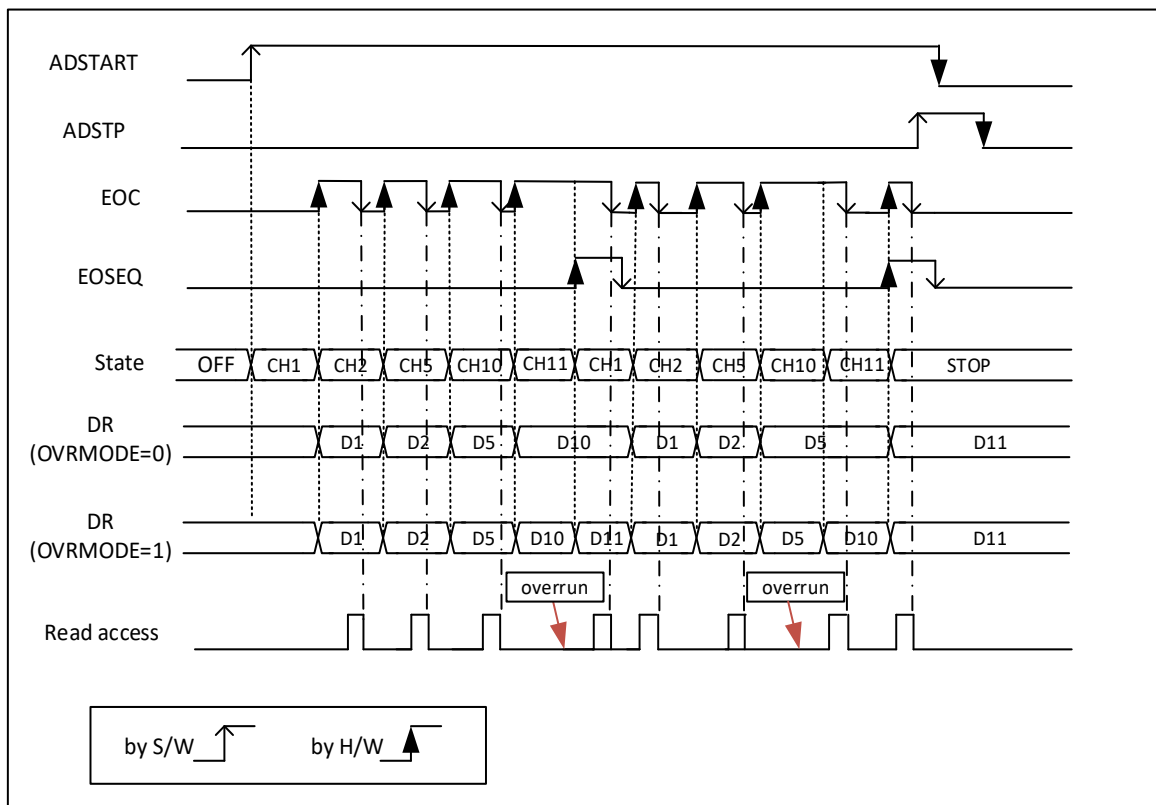 ADSTART
ADSTP
EOC
EOSEQ
State OFF CH1 CH2 CH5 CH10 CH11 CH1 CH2 CH5 CH10 CH11 STOP
DR
(OVRMODE=0) D1 D2 D5 D10 D1 D2 D5 D11
DR
(OVRMODE=1) D1 D2 D5 D10 D11 D1 D2 D5 D10 D11
overrun overrun
Read access
by S/W by H/W